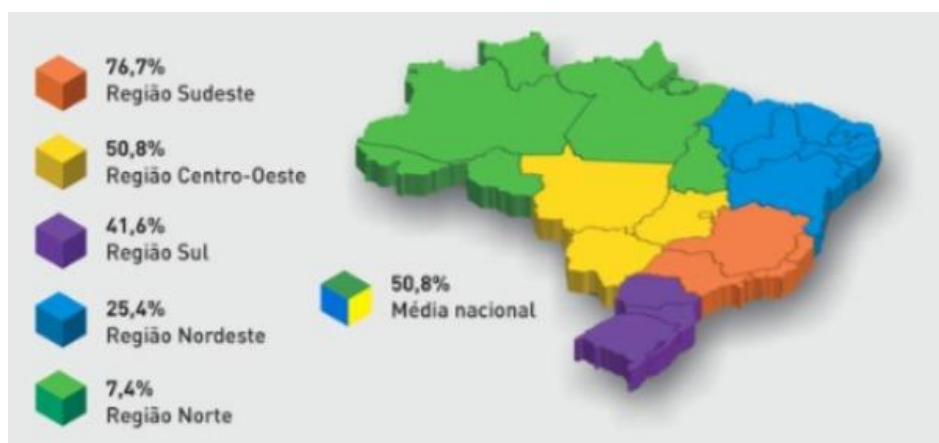 76,7%
Região Sudeste
50,8%
Região Centro-Oeste
41,6%
Região Sul
25,4%
Região Nordeste
7,4%
Região Norte
50,8%
Média nacional